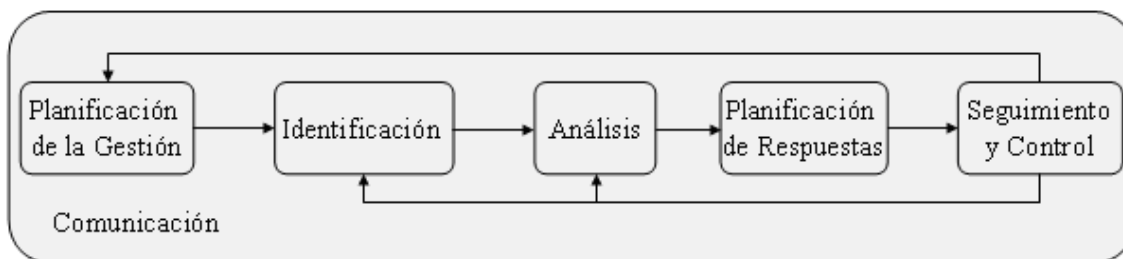 Planificación
de la Gestión
Identificación
Análisis
Planificación
de Respuestas
Seguimiento
y Control
Comunicación